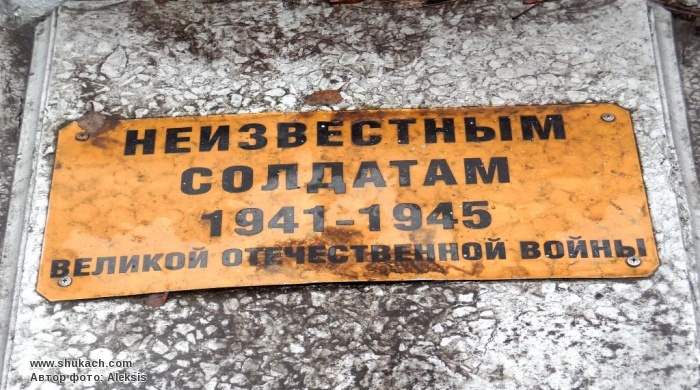 НЕИЗВЕСТНЫМ
СОЛДАТАМ
1941-1945
ВЕЛИКОЙ ОТЕЧЕСТВЕННОЙ ВОЙНЫ
www.shukach.com
Автор фото: Aleksis